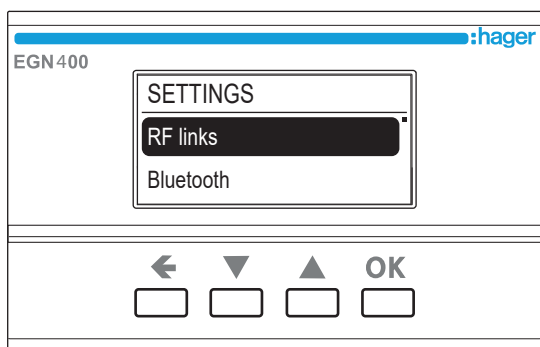 :hager
EGN400
SETTINGS
RF links
Bluetooth
OK